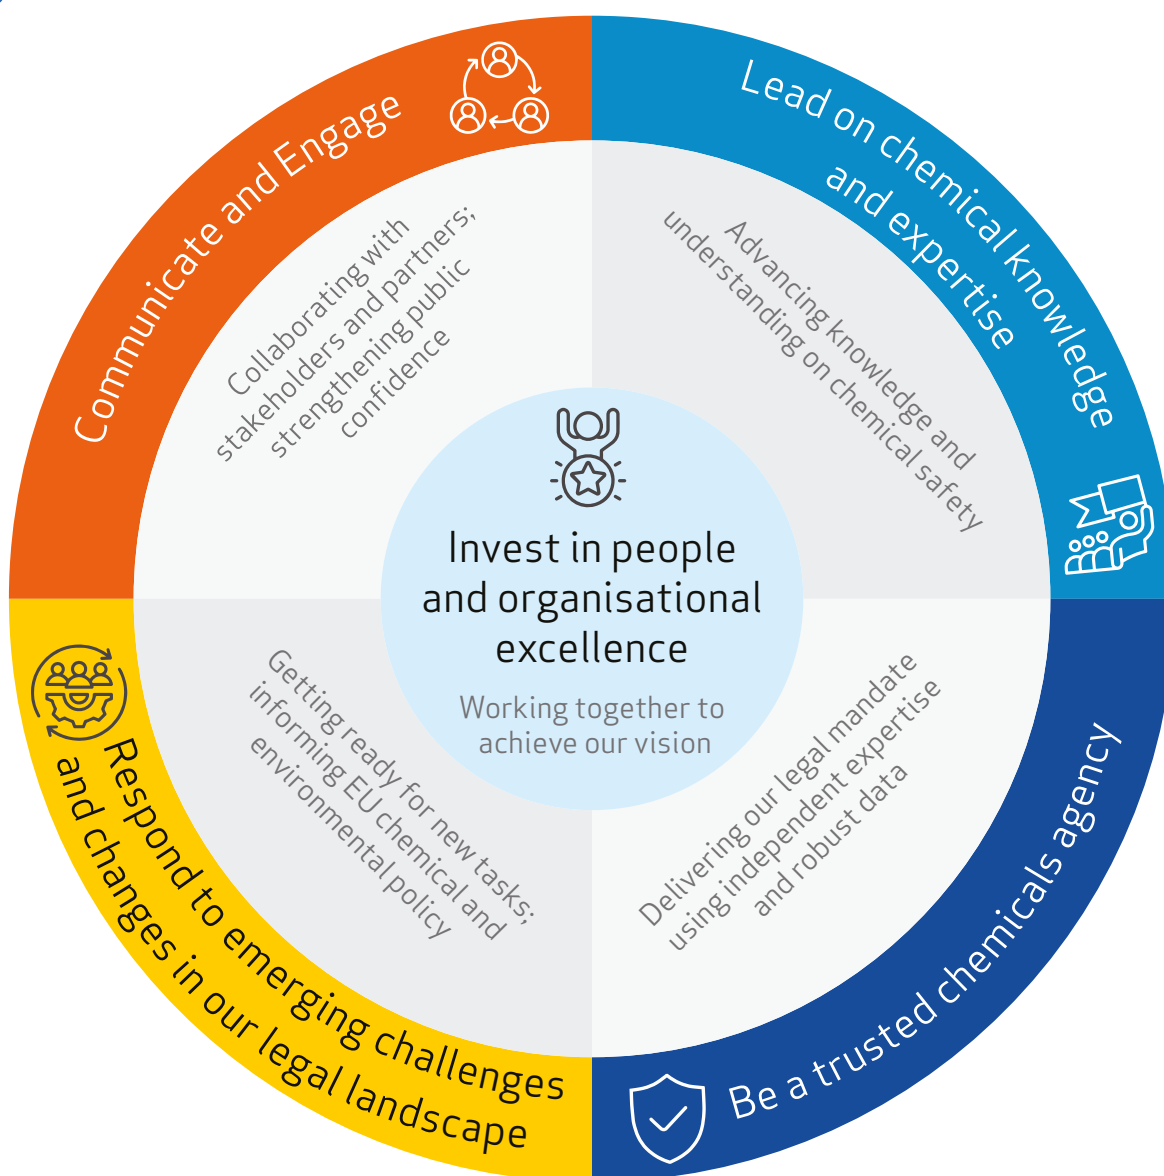 Communicate and Engage
Collaborating with
stakeholders and partners;
strengthening public
confidence
Lead on chemical knowledge
and expertise
Advancing knowledge and
understanding on chemical safety
Invest in people
and organisational
excellence
Working together to
achieve our vision
Respond to emerging challenges
and changes in our legal landscape
Getting ready for new tasks;
informing EU chemical and
environmental policy
Be a trusted chemicals agency
Delivering our legal mandate
using independent expertise
and robust data